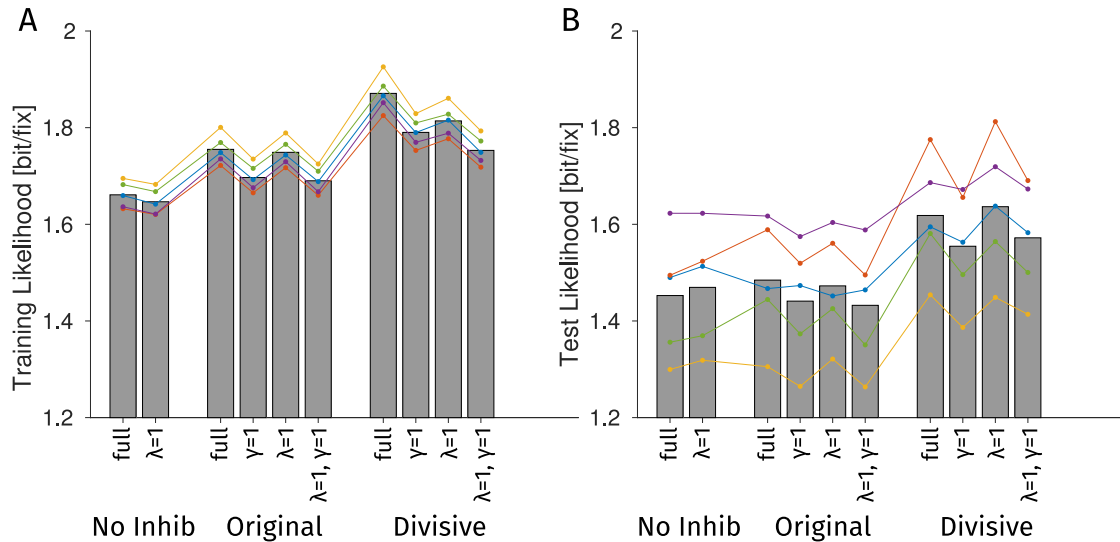 A
Training Likelihood [bit/fix]
2
1.8
1.6
1.4
1.2
full
λ=1
full
γ=1
λ=1
λ=1, γ=1
full
γ=1
λ=1
λ=1, γ=1
No Inhib
Original
Divisive
B
Test Likelihood [bit/fix]
2
1.8
1.6
1.4
1.2
full
λ=1
full
γ=1
λ=1
λ=1, γ=1
full
γ=1
λ=1
λ=1, γ=1
No Inhib
Original
Divisive